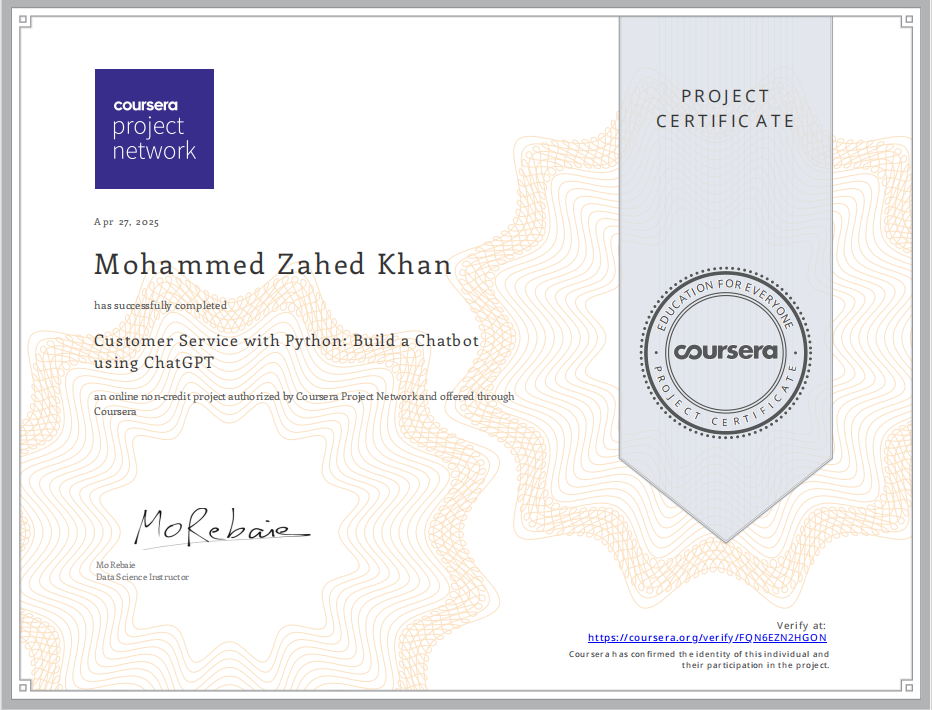 PROJECT
CERTIFICATE
coursera
project
network
Apr 27, 2025
Mohammed Zahed Khan
has successfully completed
Customer Service with Python: Build a Chatbot
using ChatGPT
an online non-credit project authorized by Coursera Project Network and offered through
Coursera
EDUCATION FOR EVERYONE
coursera
PROJECT CERTIFICATE
MoRebaie
Mo Rebaie
Data Science Instructor
Verify at:
https://coursera.org/verify/FQN6EZN2HGON
Coursera has confirmed the identity of this individual and
their participation in the project.